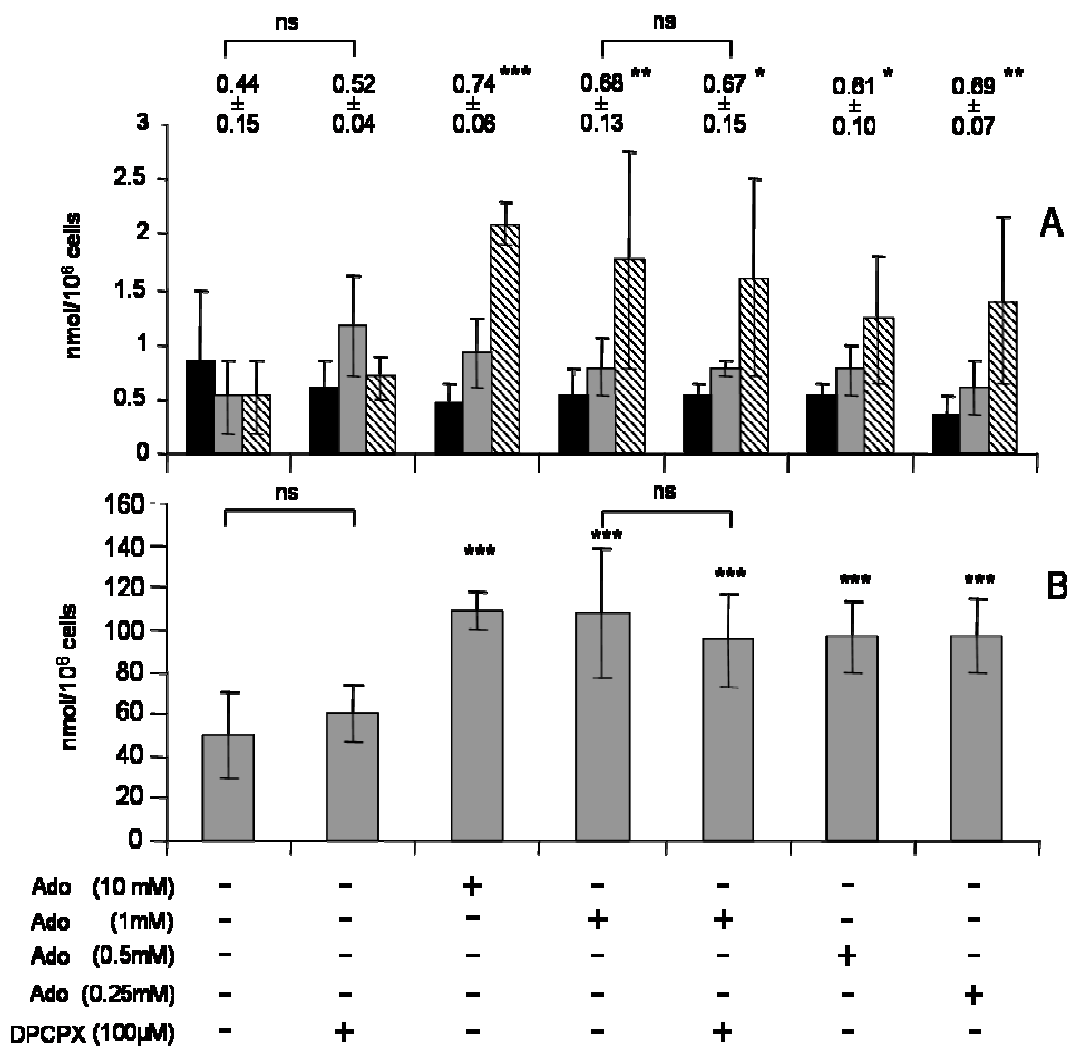 ns ns
0.44 0.52 0.74 *** 0.68 ** 0.67 * 0.61 * 0.69 **
± ± ± ± ± ± ±
0.15 0.04 0.06 0.13 0.15 0.10 0.07
3
2.5
2
1.5
1
0.5
0
nmol/10⁶ cells
A
ns ns
160
140
120
100
80
60
40
20
0
nmol/10⁶ cells
*** *** *** *** ***
B
Ado (10 mM) - - + - - - -
Ado (1mM) - - - + + - -
Ado (0.5mM) - - - - - + -
Ado (0.25mM) - - - - - - +
DPCPX (100µM) - + - - + - -